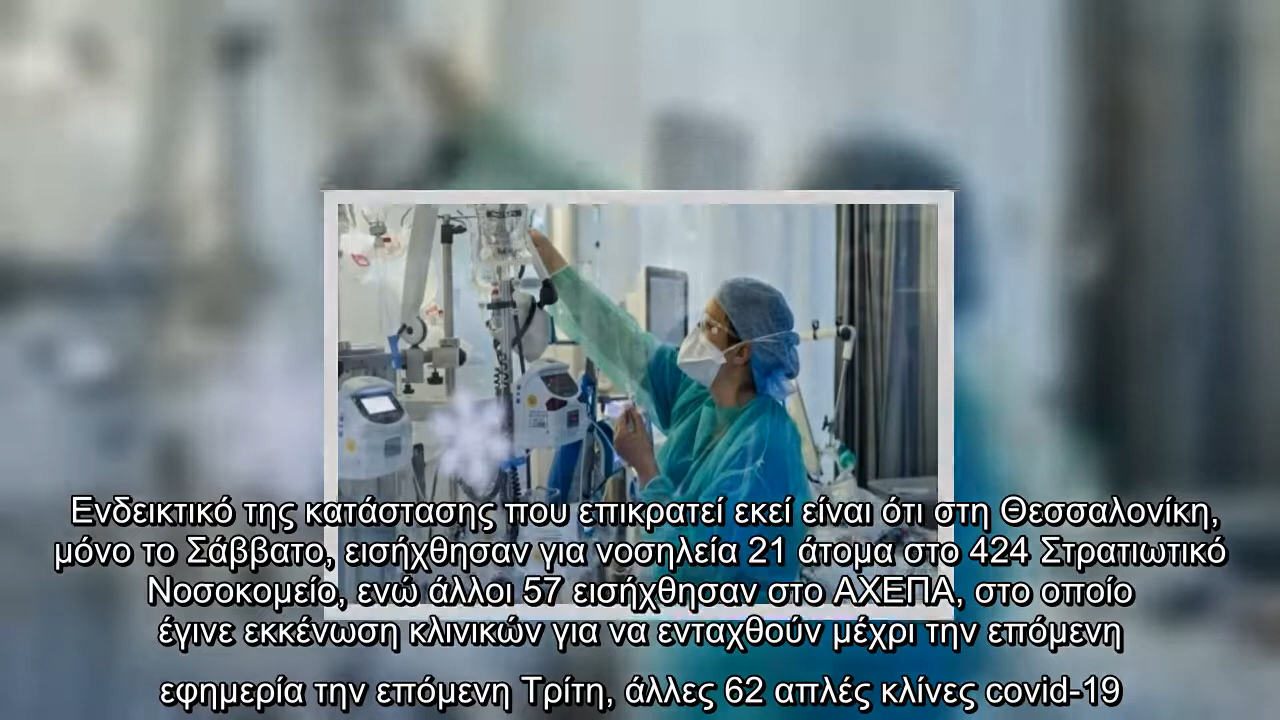 Ενδεικτικό της κατάστασης που επικρατεί εκεί είναι ότι στη Θεσσαλονίκη,
μόνο το Σάββατο, εισήχθησαν για νοσηλεία 21 άτομα στο 424 Στρατιωτικό
Νοσοκομείο, ενώ άλλοι 57 εισήχθησαν στο ΑΧΕΠΑ, στο οποίο
έγινε εκκένωση κλινικών για να ενταχθούν μέχρι την επόμενη
εφημερία την επόμενη Τρίτη, άλλες 62 απλές κλίνες covid-19